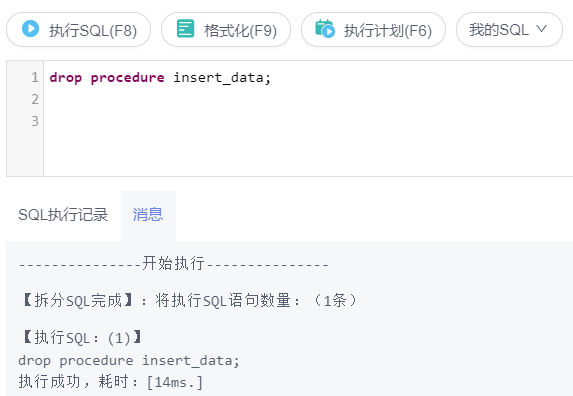 执行SQL(F8) 格式化(F9) 执行计划(F6) 我的SQL
1 drop procedure insert_data;
2
3
SQL执行记录 消息
---------------开始执行---------------
【拆分SQL完成】：将执行SQL语句数量：（1条）
【执行SQL：(1)】
drop procedure insert_data;
执行成功，耗时：[14ms.]